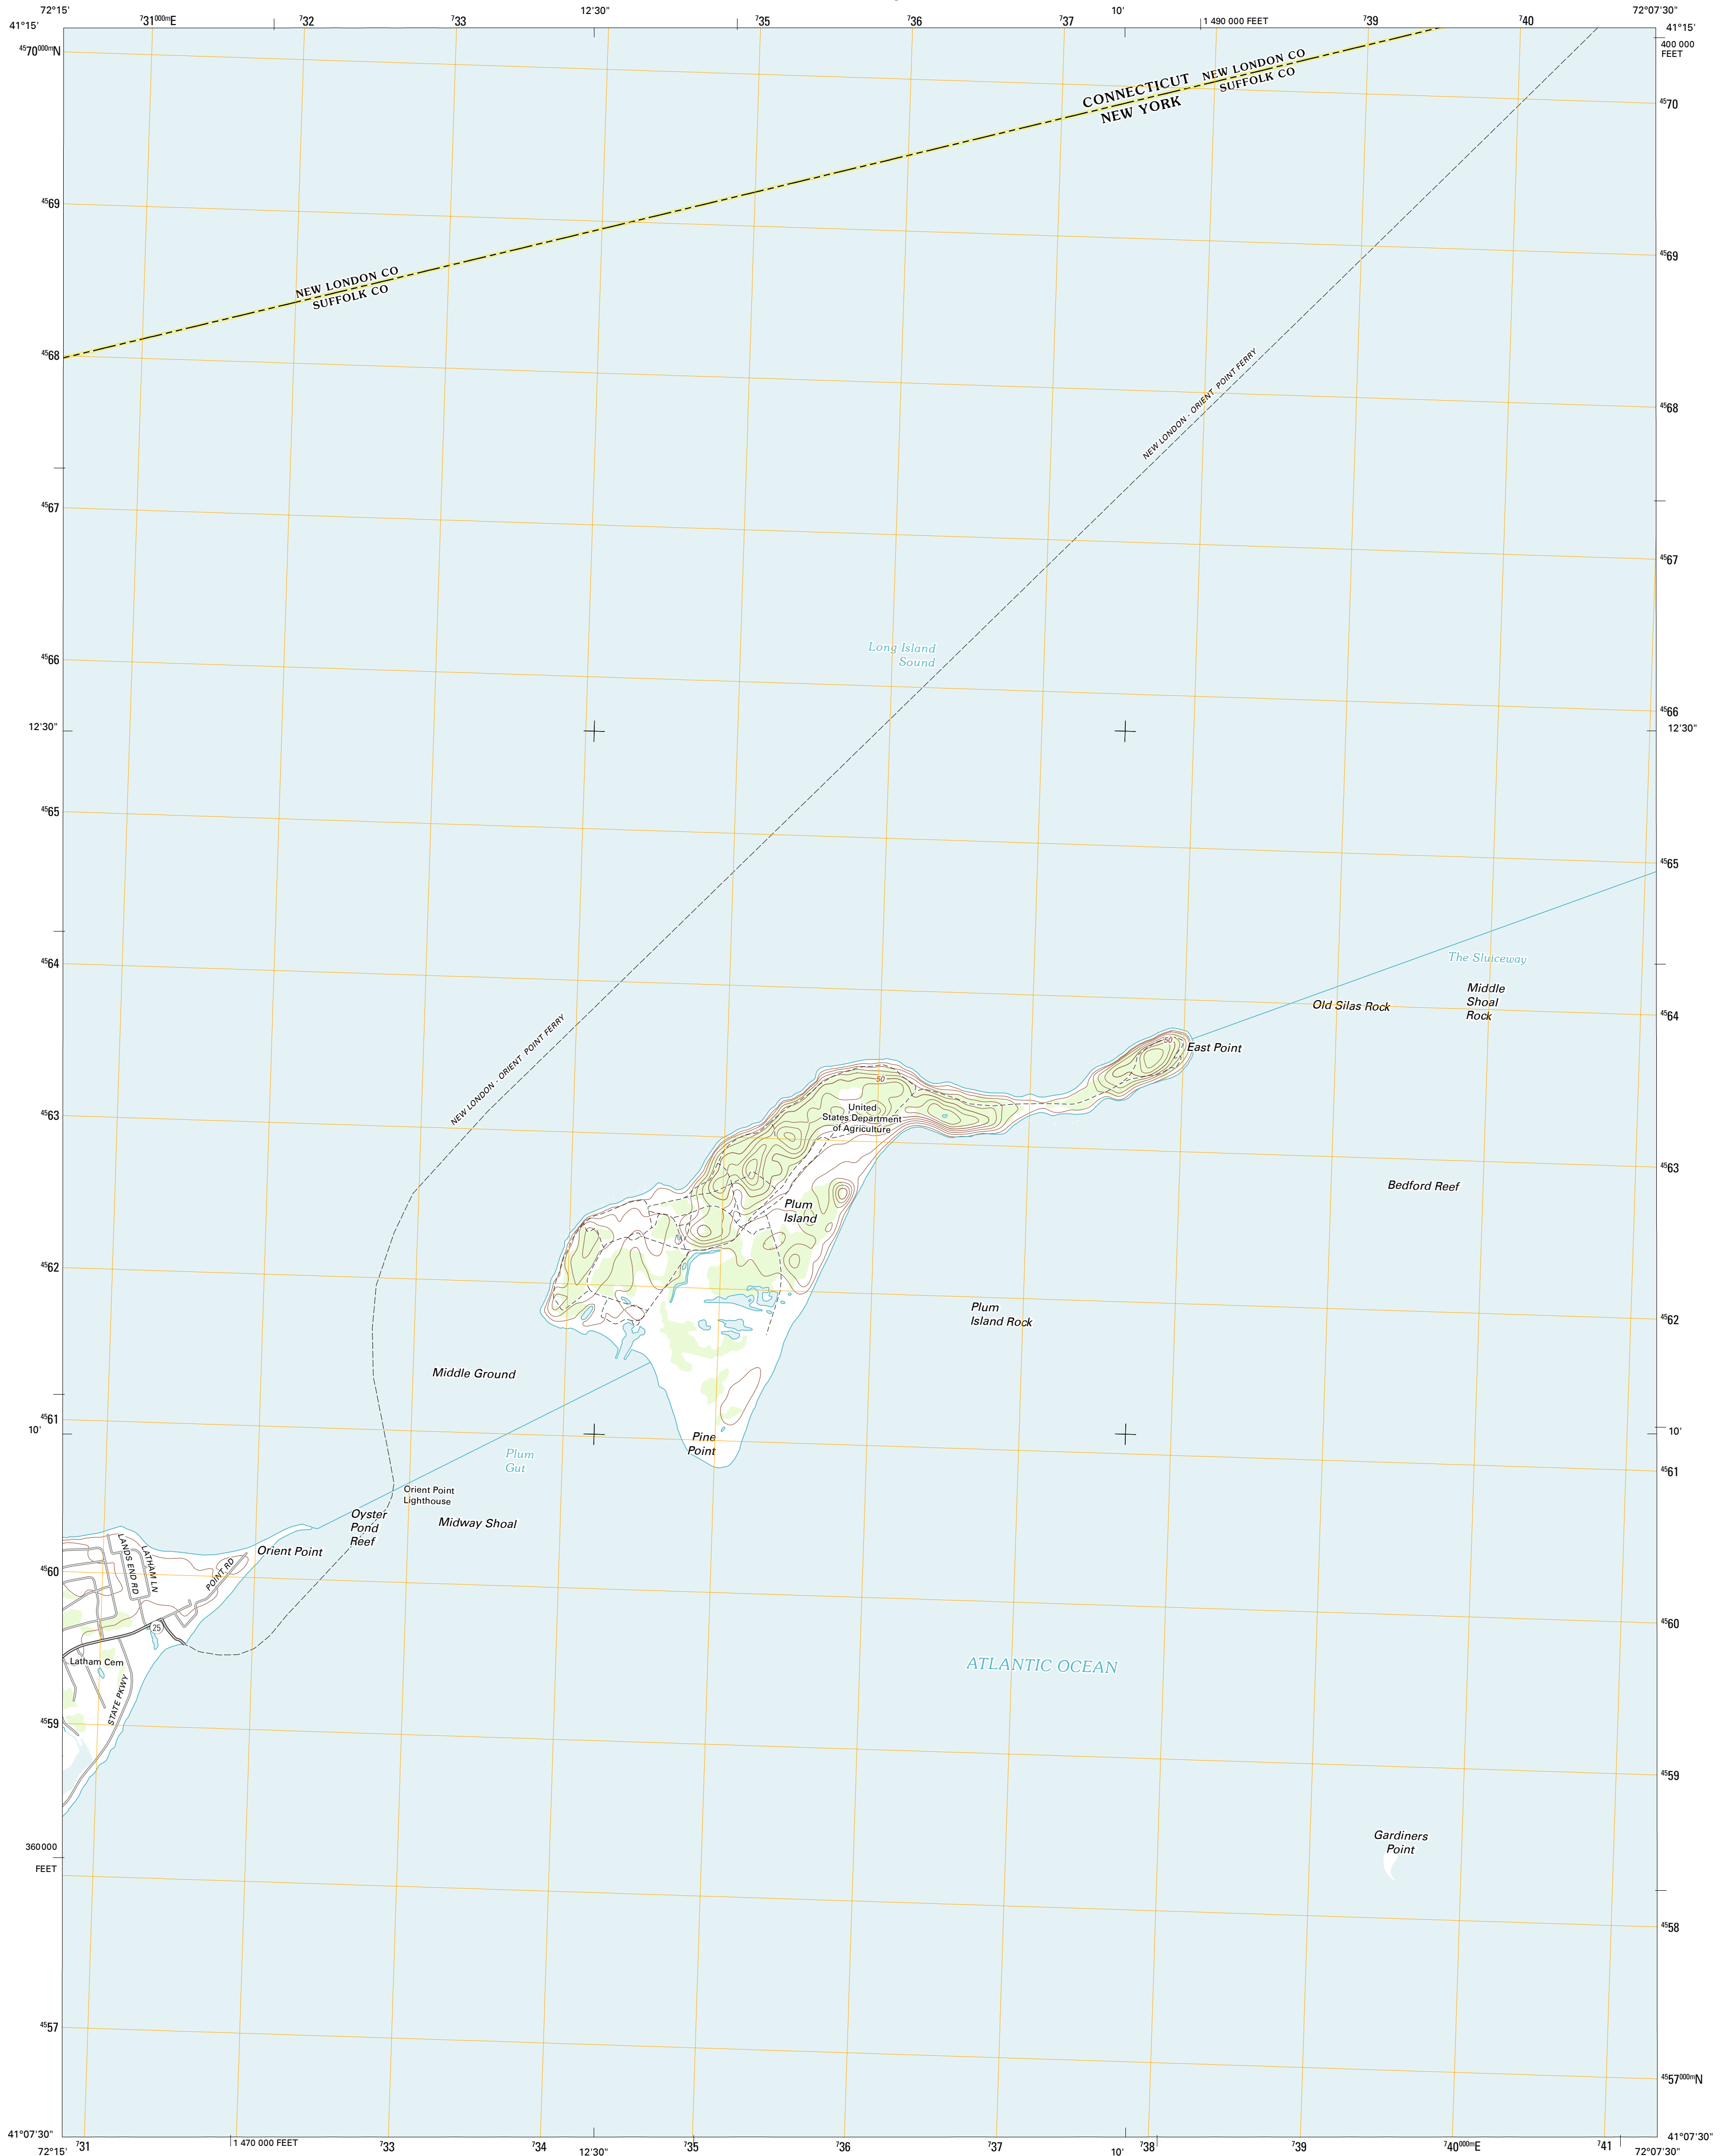 72°15'
⁷31⁰⁰⁰ᵐE
⁷32
⁷33
12'30"
⁷35
⁷36
⁷37
10'
1 490 000 FEET
⁷39
⁷40
72°07'30"
41°15'
41°15'
⁴⁵70⁰⁰⁰ᵐN
400 000
FEET
CONNECTICUT
NEW LONDON CO
NEW YORK
SUFFOLK CO
⁴⁵70
⁴⁵69
⁴⁵69
NEW LONDON CO
SUFFOLK CO
⁴⁵68
NEW LONDON - ORIENT POINT FERRY
⁴⁵68
⁴⁵67
⁴⁵67
Long Island
Sound
⁴⁵66
⁴⁵66
12'30"
12'30"
⁴⁵65
⁴⁵65
⁴⁵64
The Sluiceway
Middle
Shoal
Rock
Old Silas Rock
⁴⁵64
NEW LONDON - ORIENT POINT FERRY
50
East Point
50
⁴⁵63
United
States Department
of Agriculture
⁴⁵63
Bedford Reef
Plum
Island
0
⁴⁵62
Plum
Island Rock
⁴⁵62
Middle Ground
⁴⁵61
10'
10'
Pine
Point
Plum
Gut
⁴⁵61
Orient Point
Lighthouse
Oyster
Pond
Reef
Midway Shoal
Orient Point
LANDS END RD
LATHAM LN
POINT RD
⁴⁵60
⁴⁵60
25
Latham Cem
STATE PKWY
ATLANTIC OCEAN
⁴⁵59
⁴⁵59
Gardiners
Point
360000
FEET
⁴⁵58
⁴⁵57
⁴⁵57⁰⁰⁰ᵐN
41°07'30"
41°07'30"
72°15'
⁷31
1 470 000 FEET
⁷33
⁷34
12'30"
⁷35
⁷36
⁷37
10'
⁷38
⁷39
⁷40⁰⁰⁰ᵐE
⁷41
72°07'30"